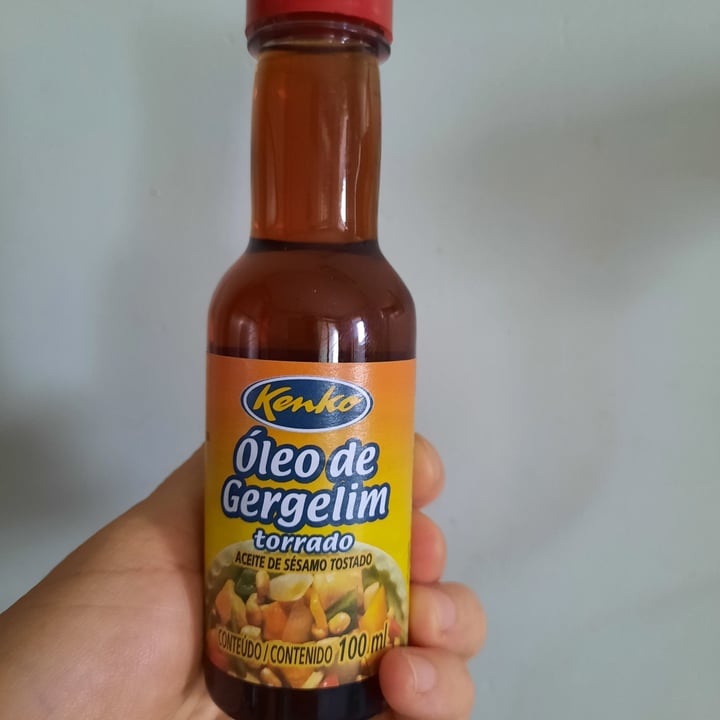 Kenko
Óleo de
Gergelim
torrado
ACEITE DE SÉSAMO TOSTADO
CONTEÚDO / CONTENIDO 100 ml